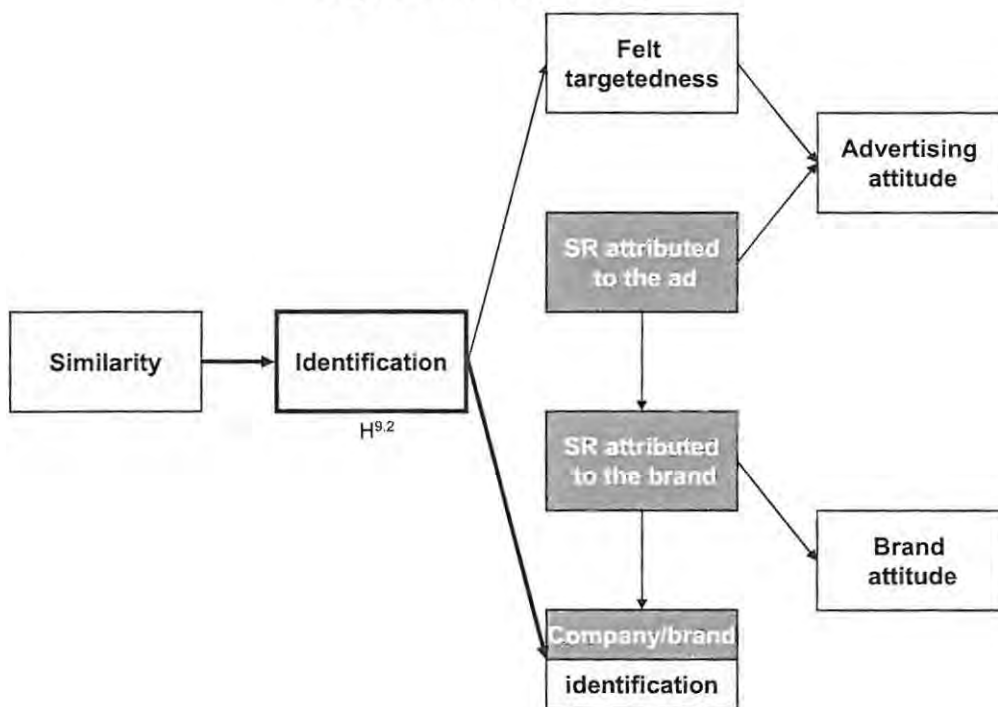 Felt
targetedness
Advertising
attitude
SR attributed
to the ad
Similarity
Identification
H9.2
SR attributed
to the brand
Brand
attitude
Company/brand
identification